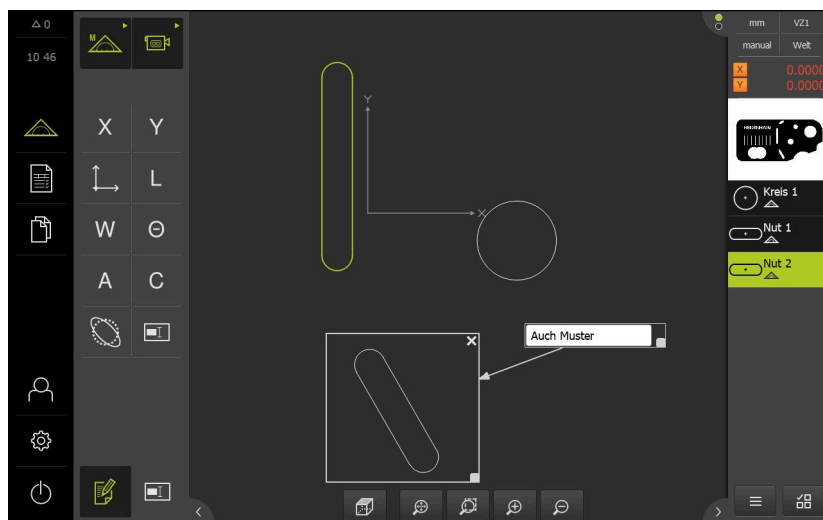 △ 0
10 46
M
X
Y
L
W
Θ
A
C
Y
X
Auch Muster
mm
VZ1
manual
Welt
X 0.0000
Y 0.0000
HEIDENHAIN
Kreis 1
Nut 1
Nut 2